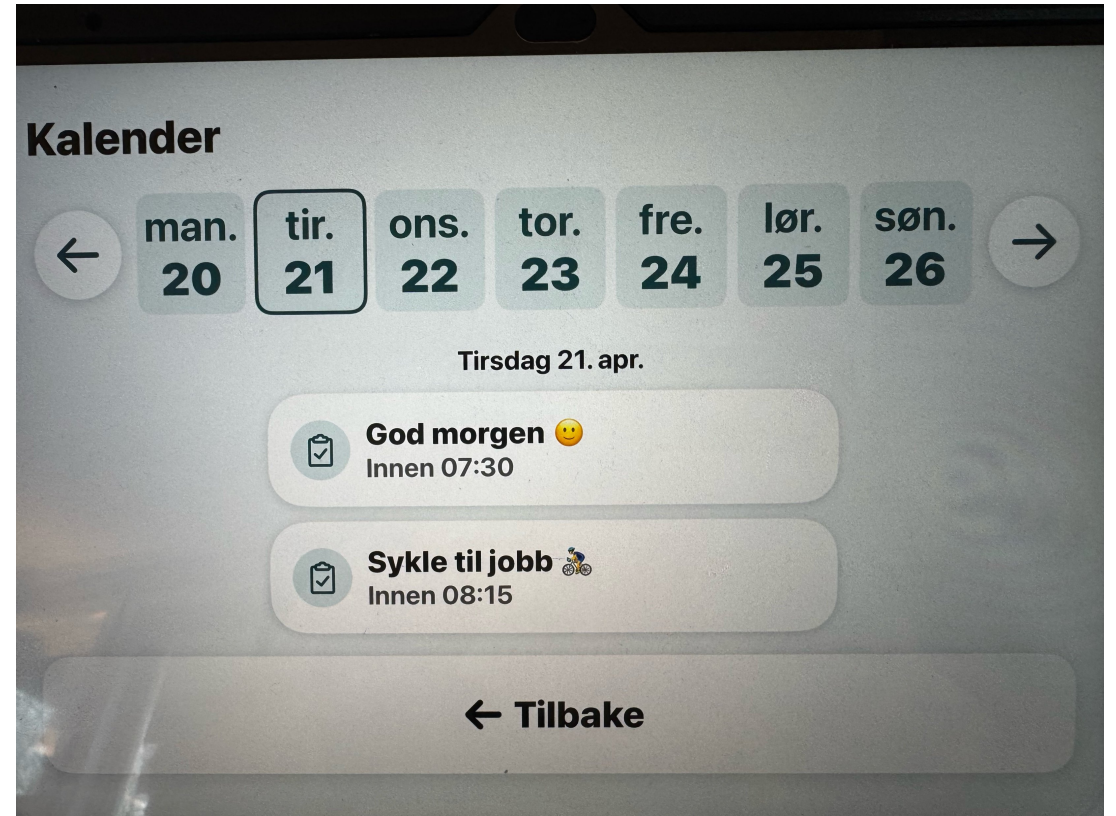 Kalender
man. tir. ons. tor. fre. lør. søn.
20 21 22 23 24 25 26
Tirsdag 21. apr.
God morgen 🙂
Innen 07:30
Sykle til jobb 🚴
Innen 08:15
← Tilbake